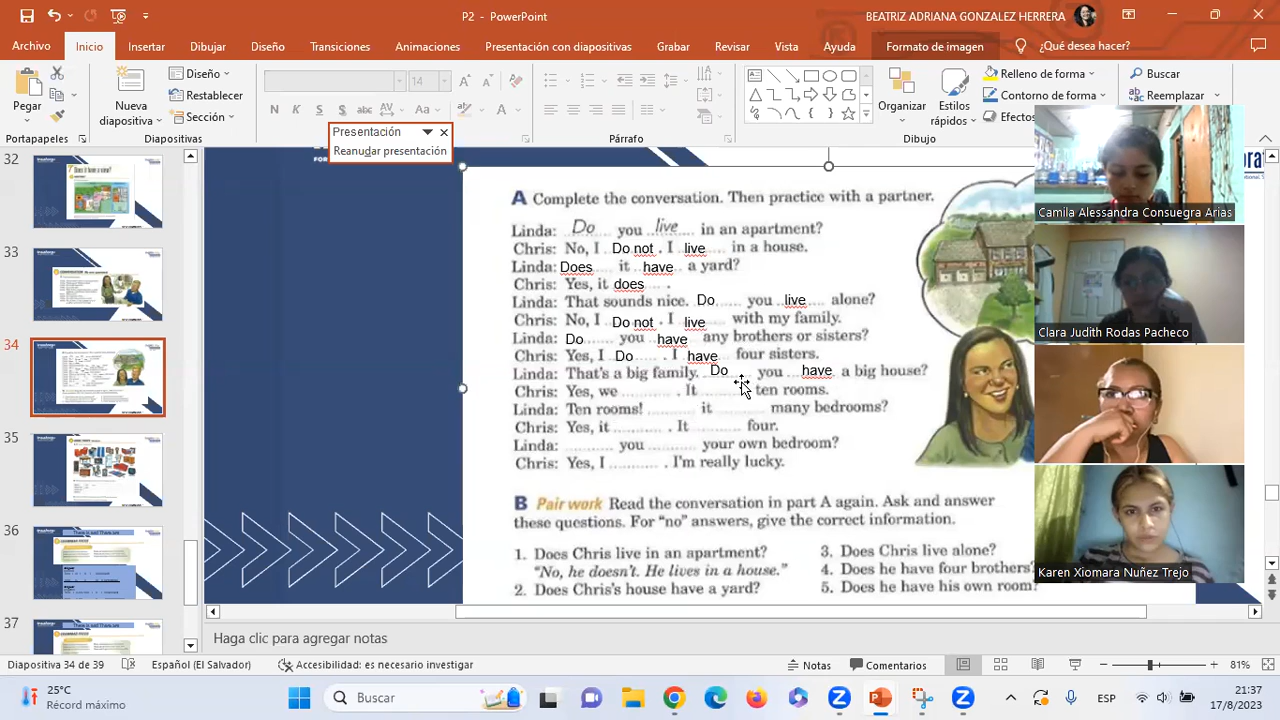 P2 - PowerPoint
BEATRIZ ADRIANA GONZALEZ HERRERA
Archivo Inicio Insertar Dibujar Diseño Transiciones Animaciones Presentación con diapositivas Grabar Revisar Vista Ayuda Formato de imagen ¿Qué desea hacer?
Pegar
Nueva diapositiva
Diseño
Restablecer
Sección
14
N K S abc AV Aa A
Organizar
Estilos rápidos
Relleno de forma
Contorno de forma
Efectos
Buscar
Reemplazar
Portapapeles Diapositivas Párrafo Dibujo
Presentación
Reanudar presentación
32
33
34
35
36
37
FOR
A Complete the conversation. Then practice with a partner.
Linda: Do you live in an apartment?
Chris: No, I Do not . I live in a house.
Linda: Does it have a yard?
Chris: Yes, it does .
Linda: That sounds nice. Do you live alone?
Chris: No, I Do not . I live with my family.
Linda: Do you have any brothers or sisters?
Chris: Yes, I Do . I have four sisters.
Linda: That's a big family. Do you have a big house?
Chris: Yes, we . It ten rooms.
Linda: Ten rooms! it many bedrooms?
Chris: Yes, it . It four.
Linda: you your own bedroom?
Chris: Yes, I . I'm really lucky.
B Pair work Read the conversation in part A again. Ask and answer
these questions. For "no" answers, give the correct information.
1. Does Chris live in an apartment?
"No, he doesn't. He lives in a house."
2. Does Chris's house have a yard?
3. Does Chris live alone?
4. Does he have four brothers?
5. Does he have his own room?
Camila Alessandra Consuegra Arias
Clara Judith Rodas Pacheco
Karen Xiomara Nuñez Trejo
Haga clic para agregar notas
Diapositiva 34 de 39 Español (El Salvador) Accesibilidad: es necesario investigar Notas Comentarios 81%
25°C
Récord máximo
Buscar
ESP
21:37
17/8/2023